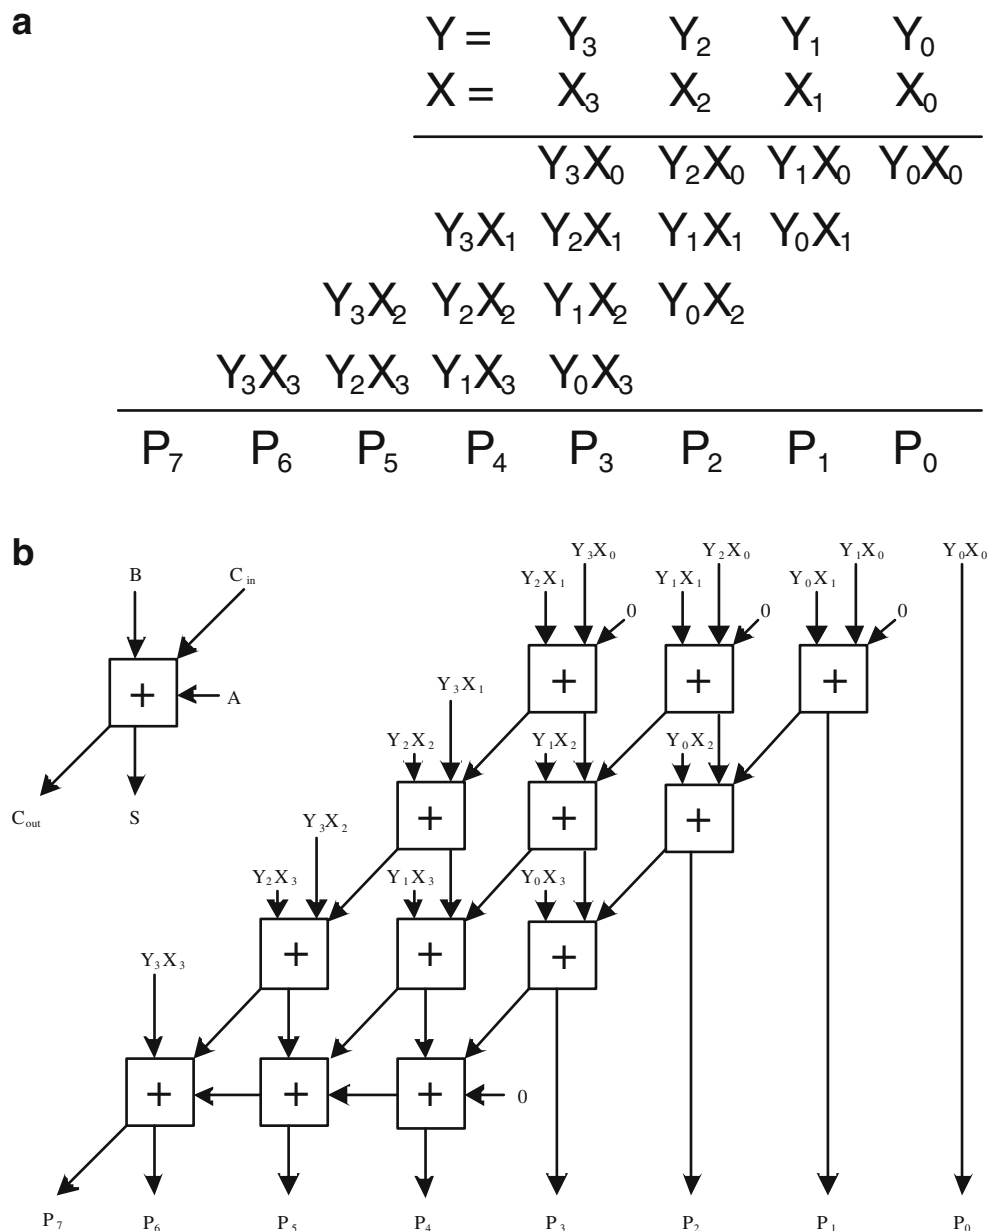 a
Y = Y₃ Y₂ Y₁ Y₀
X = X₃ X₂ X₁ X₀
Y₃X₀ Y₂X₀ Y₁X₀ Y₀X₀
Y₃X₁ Y₂X₁ Y₁X₁ Y₀X₁
Y₃X₂ Y₂X₂ Y₁X₂ Y₀X₂
Y₃X₃ Y₂X₃ Y₁X₃ Y₀X₃
P₇ P₆ P₅ P₄ P₃ P₂ P₁ P₀
b
Y₃X₀ Y₂X₀ Y₁X₀ Y₀X₀
B C in Y₂X₁ Y₁X₁ Y₀X₁
0 0 0
+ A + + +
Y₃X₁
Y₂X₂ Y₁X₂ Y₀X₂
C out S Y₃X₂ + + +
Y₂X₃ Y₁X₃ Y₀X₃
Y₃X₃ + + +
+ + + 0
P₇ P₆ P₅ P₄ P₃ P₂ P₁ P₀